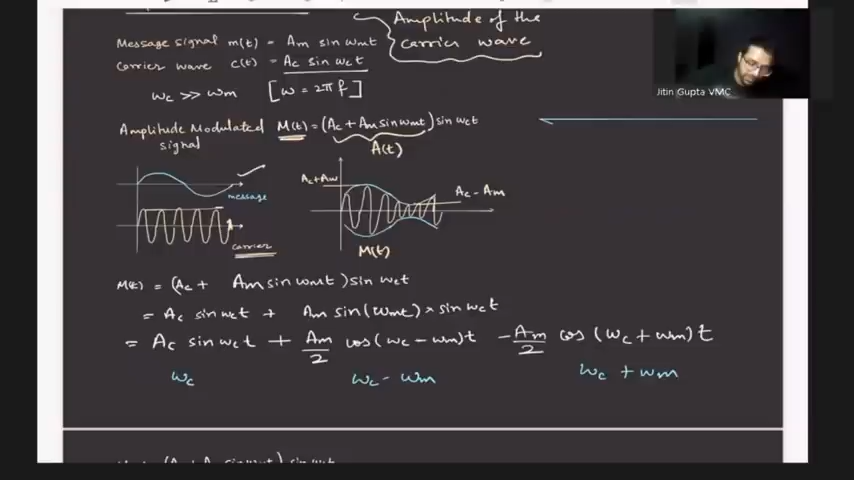 Amplitude of the
carrier wave
Message signal m(t) = Am sin ωmt
Carrier wave c(t) = Ac sin ωct
ωc >> ωm [ω = 2π f]
Jitin Gupta VMC
Amplitude Modulated M(t) = (Ac + Am sin ωmt) sin ωct
signal
A(t)
message
carrier
Ac+Am
Ac - Am
M(t)
M(t) = (Ac + Am sin ωmt) sin ωct
= Ac sin ωct + Am sin(ωmt) × sin ωct
= Ac sin ωct + Am/2 cos(ωc - ωm)t - Am/2 cos (ωc + ωm)t
ωc ωc - ωm ωc + ωm